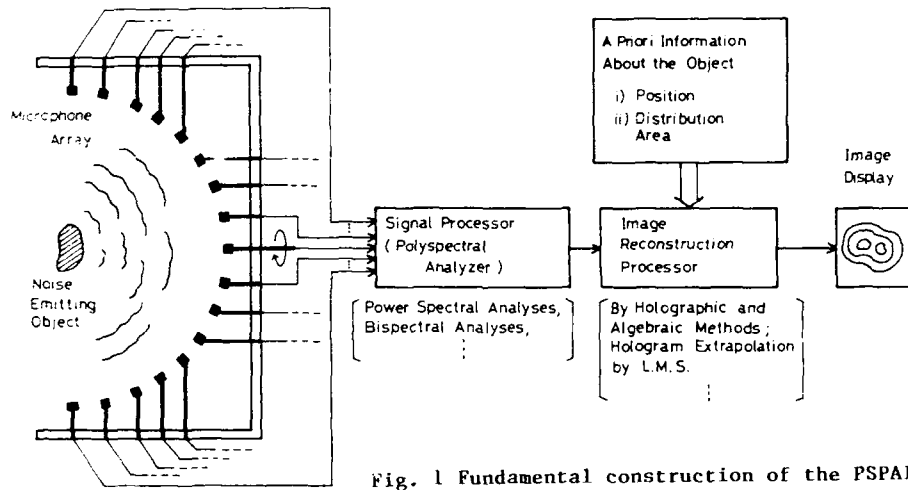 Microphone
Array
Noise
Emitting
Object
Signal Processor
( Polyspectral
Analyzer )
Power Spectral Analyses,
Bispectral Analyses,
A Priori Information
About the Object
i) Position
ii) Distribution
Area
Image
Reconstruction
Processor
By Holographic and
Algebraic Methods;
Hologram Extrapolation
by L.M.S.
Image
Display
Fig. 1 Fundamental construction of the